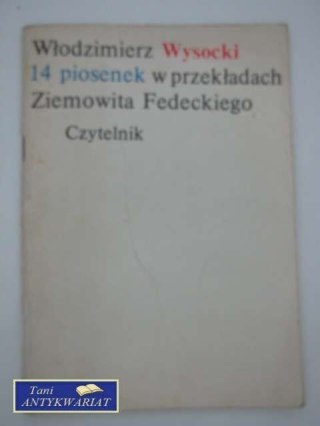 Włodzimierz Wysocki
14 piosenek w przekładach
Ziemowita Fedeckiego
Czytelnik
Tani
ANTYKWARIAT